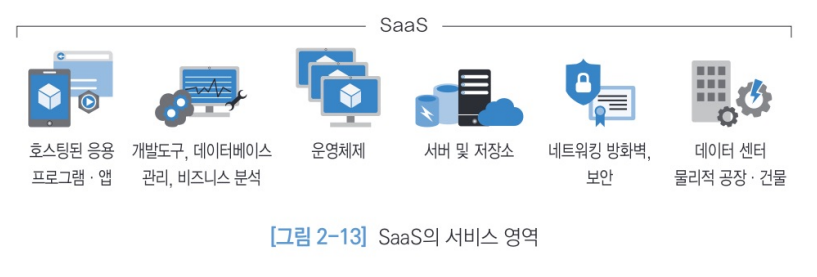 SaaS
호스팅된 응용
프로그램 · 앱
개발도구, 데이터베이스
관리, 비즈니스 분석
운영체제
서버 및 저장소
네트워킹 방화벽,
보안
데이터 센터
물리적 공장 · 건물
[그림 2-13] SaaS의 서비스 영역